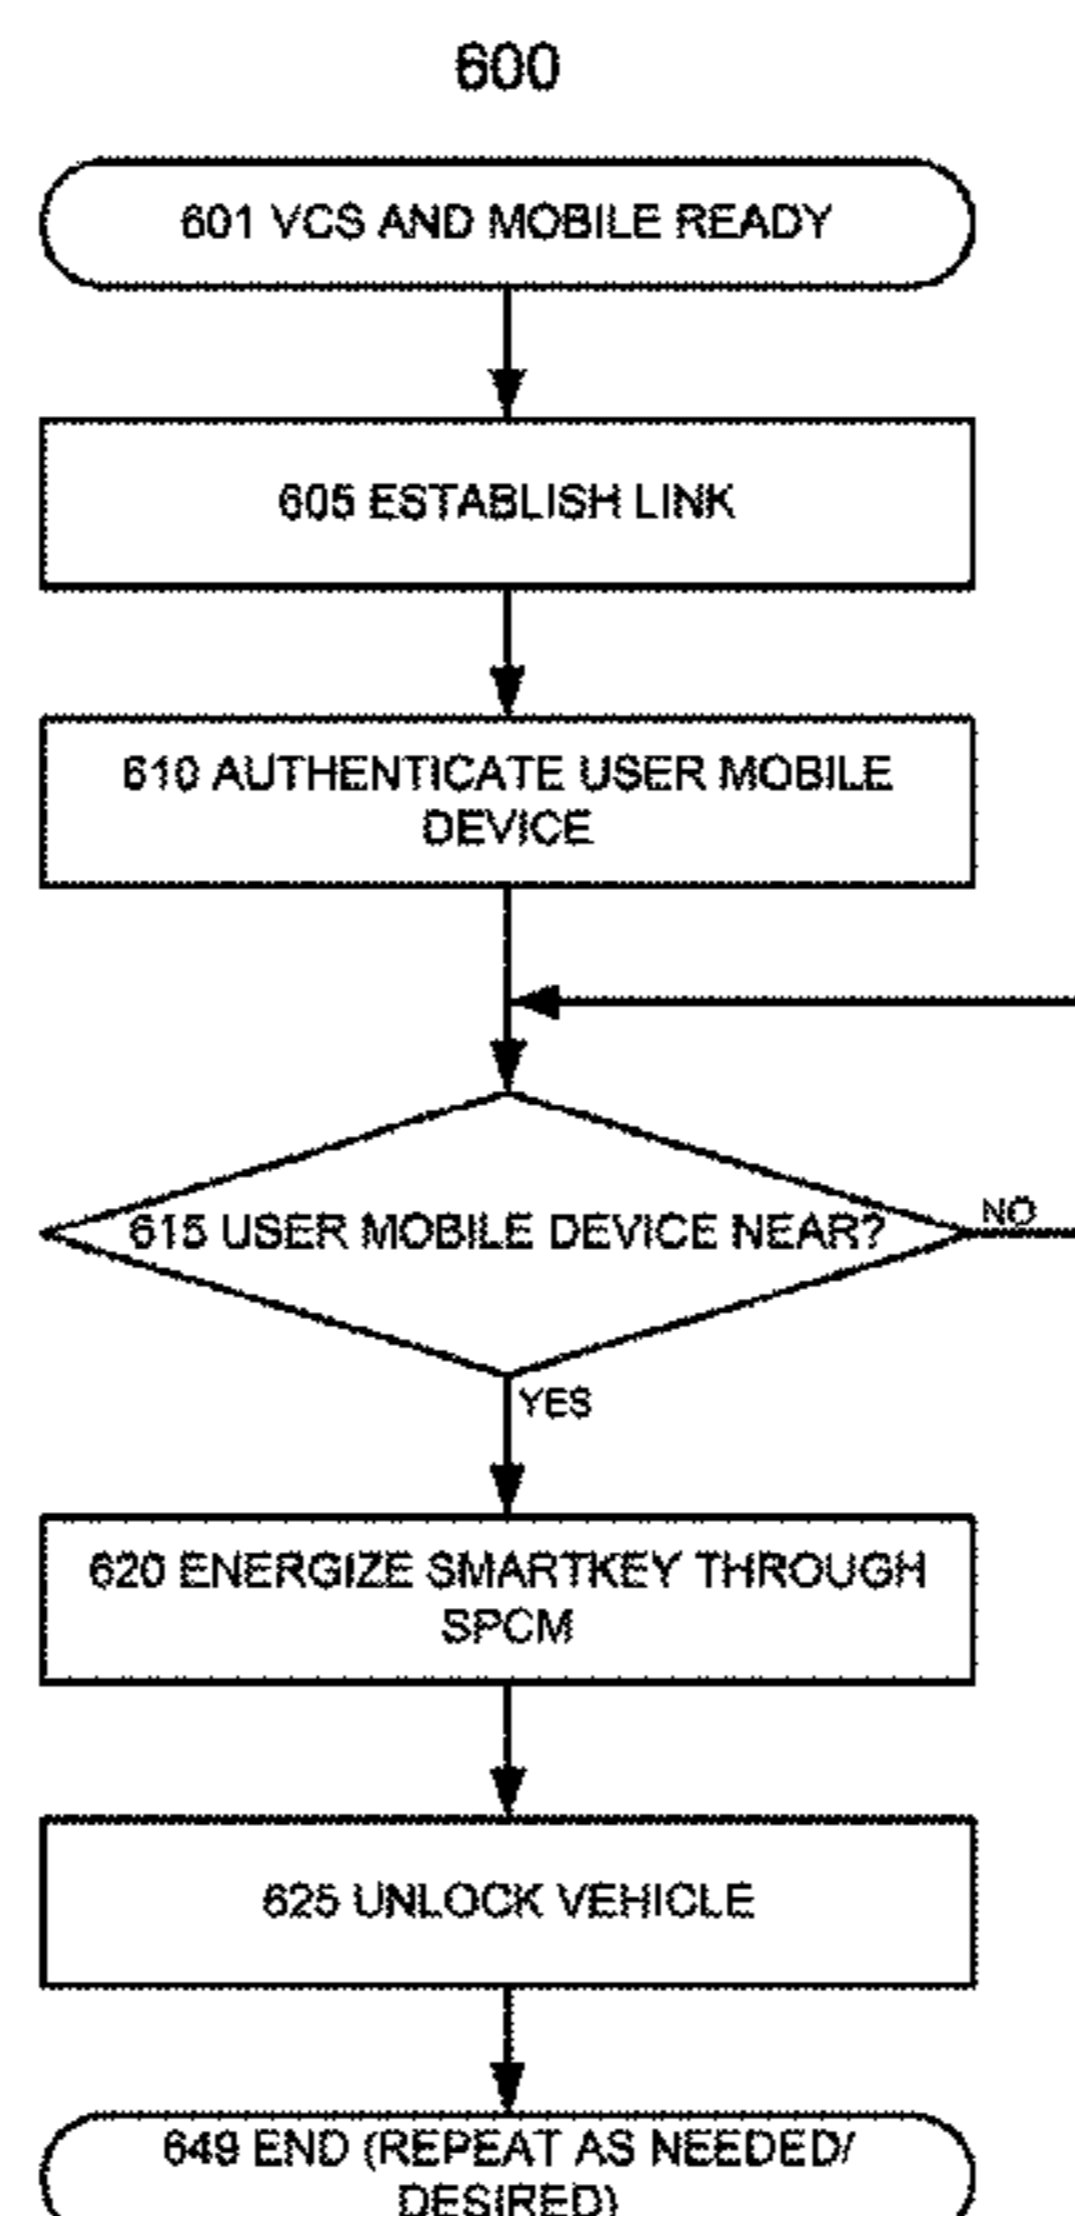 600
601 VCS AND MOBILE READY
605 ESTABLISH LINK
610 AUTHENTICATE USER MOBILE
DEVICE
615 USER MOBILE DEVICE NEAR?
NO
YES
620 ENERGIZE SMARTKEY THROUGH
SPCM
625 UNLOCK VEHICLE
649 END (REPEAT AS NEEDED/
DESIRED)